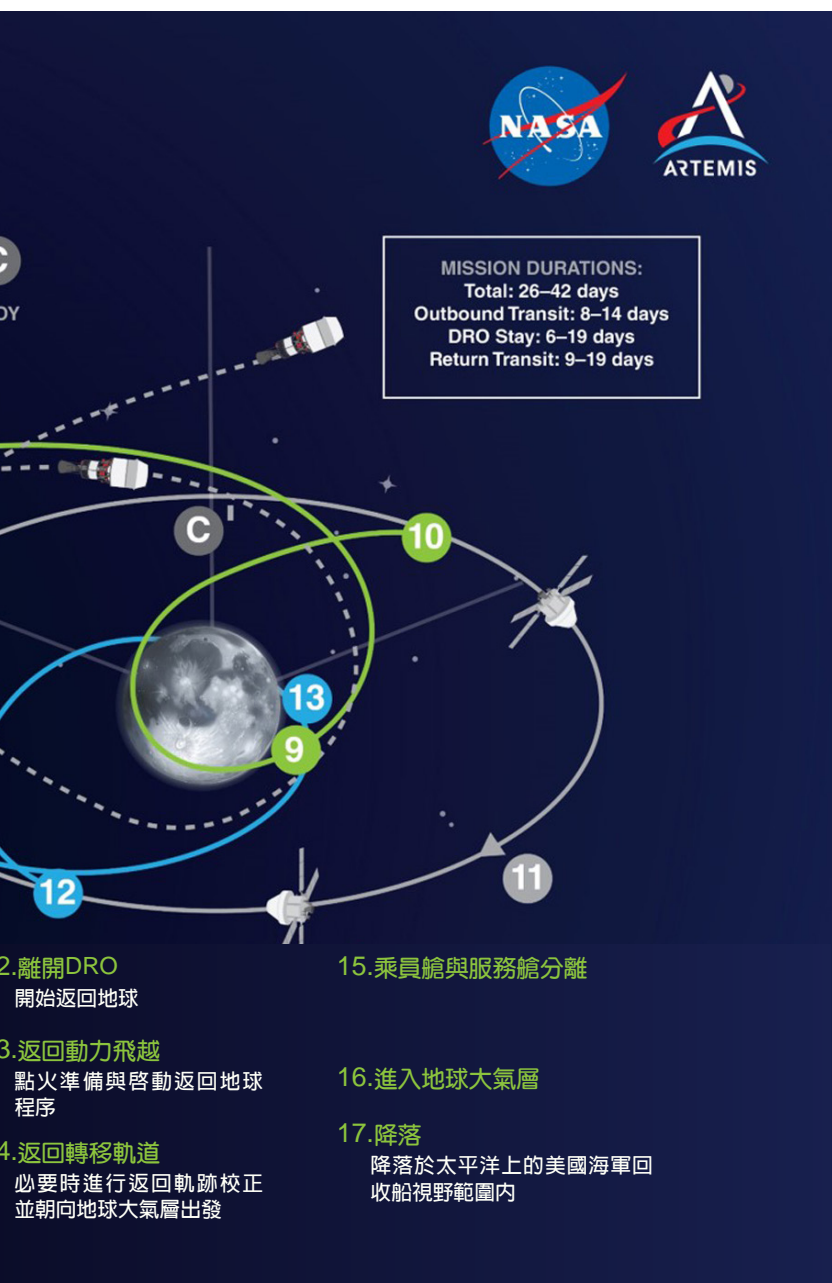 NASA
ARTEMIS
C
DY
MISSION DURATIONS:
Total: 26–42 days
Outbound Transit: 8–14 days
DRO Stay: 6–19 days
Return Transit: 9–19 days
C
10
13
9
11
12
2.離開DRO
開始返回地球
3.返回動力飛越
點火準備與啓動返回地球
程序
4.返回轉移軌道
必要時進行返回軌跡校正
並朝向地球大氣層出發
15.乘員艙與服務艙分離
16.進入地球大氣層
17.降落
降落於太平洋上的美國海軍回
收船視野範圍内